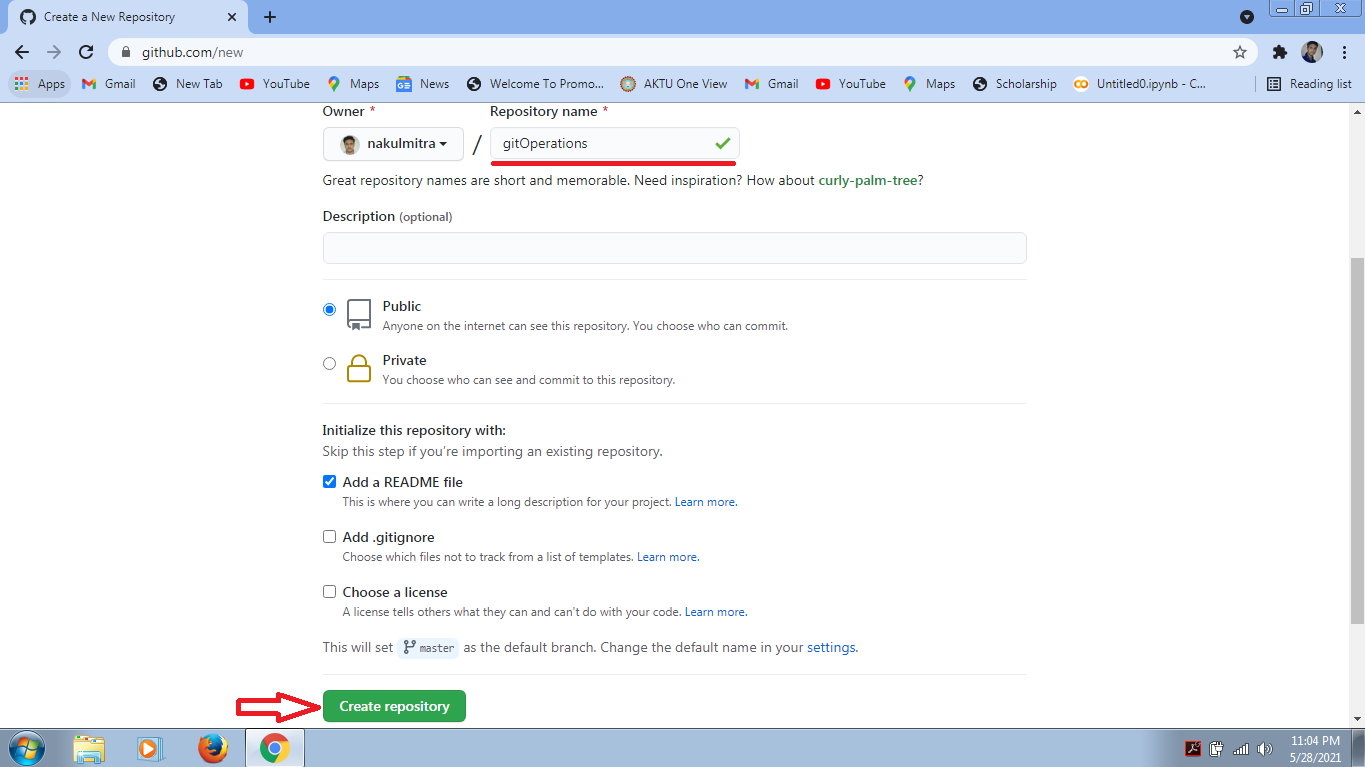 Create a New Repository
github.com/new
Apps Gmail New Tab YouTube Maps News Welcome To Promo... AKTU One View Gmail YouTube Maps Scholarship Untitled0.ipynb - C... Reading list
Owner * Repository name *
nakulmitra / gitOperations
Great repository names are short and memorable. Need inspiration? How about curly-palm-tree?
Description (optional)
Public
Anyone on the internet can see this repository. You choose who can commit.
Private
You choose who can see and commit to this repository.
Initialize this repository with:
Skip this step if you're importing an existing repository.
Add a README file
This is where you can write a long description for your project. Learn more.
Add .gitignore
Choose which files not to track from a list of templates. Learn more.
Choose a license
A license tells others what they can and can't do with your code. Learn more.
This will set master as the default branch. Change the default name in your settings.
Create repository
11:04 PM
5/28/2021